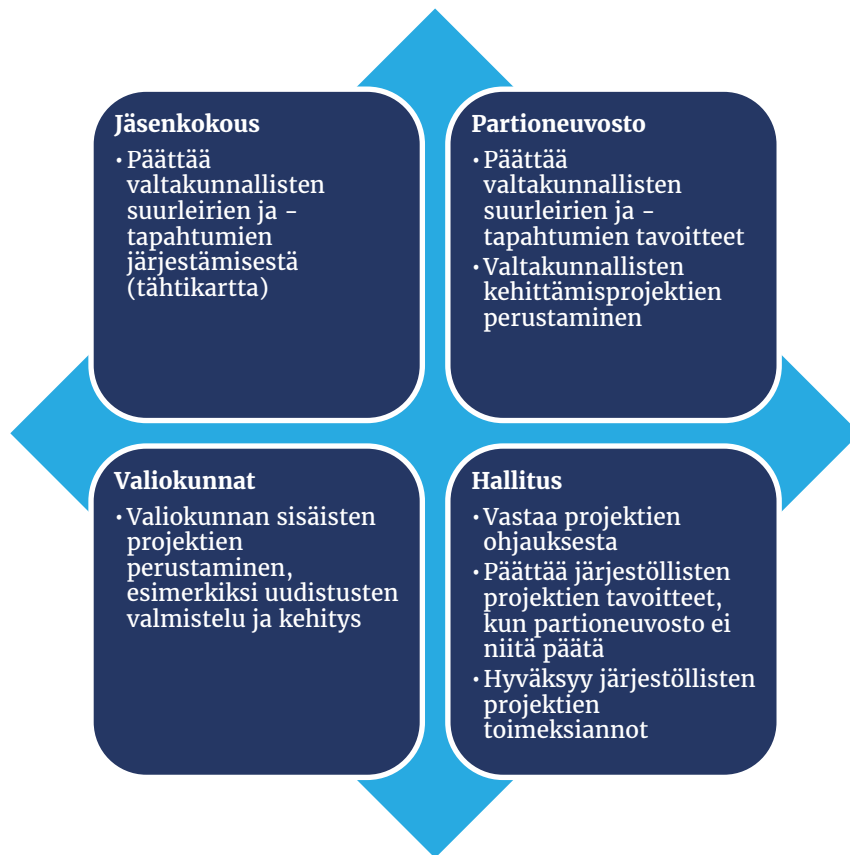 Jäsenkokous
• Päättää
valtakunnallisten
suurleirien ja -
tapahtumien
järjestämisestä
(tähtikartta)
Partioneuvosto
• Päättää
valtakunnallisten
suurleirien ja -
tapahtumien tavoitteet
• Valtakunnallisten
kehittämisprojektien
perustaminen
Valiokunnat
• Valiokunnan sisäisten
projektien
perustaminen,
esimerkiksi uudistusten
valmistelu ja kehitys
Hallitus
• Vastaa projektien
ohjauksesta
• Päättää järjestöllisten
projektien tavoitteet,
kun partioneuvosto ei
niitä päätä
• Hyväksyy järjestöllisten
projektien
toimeksiannot